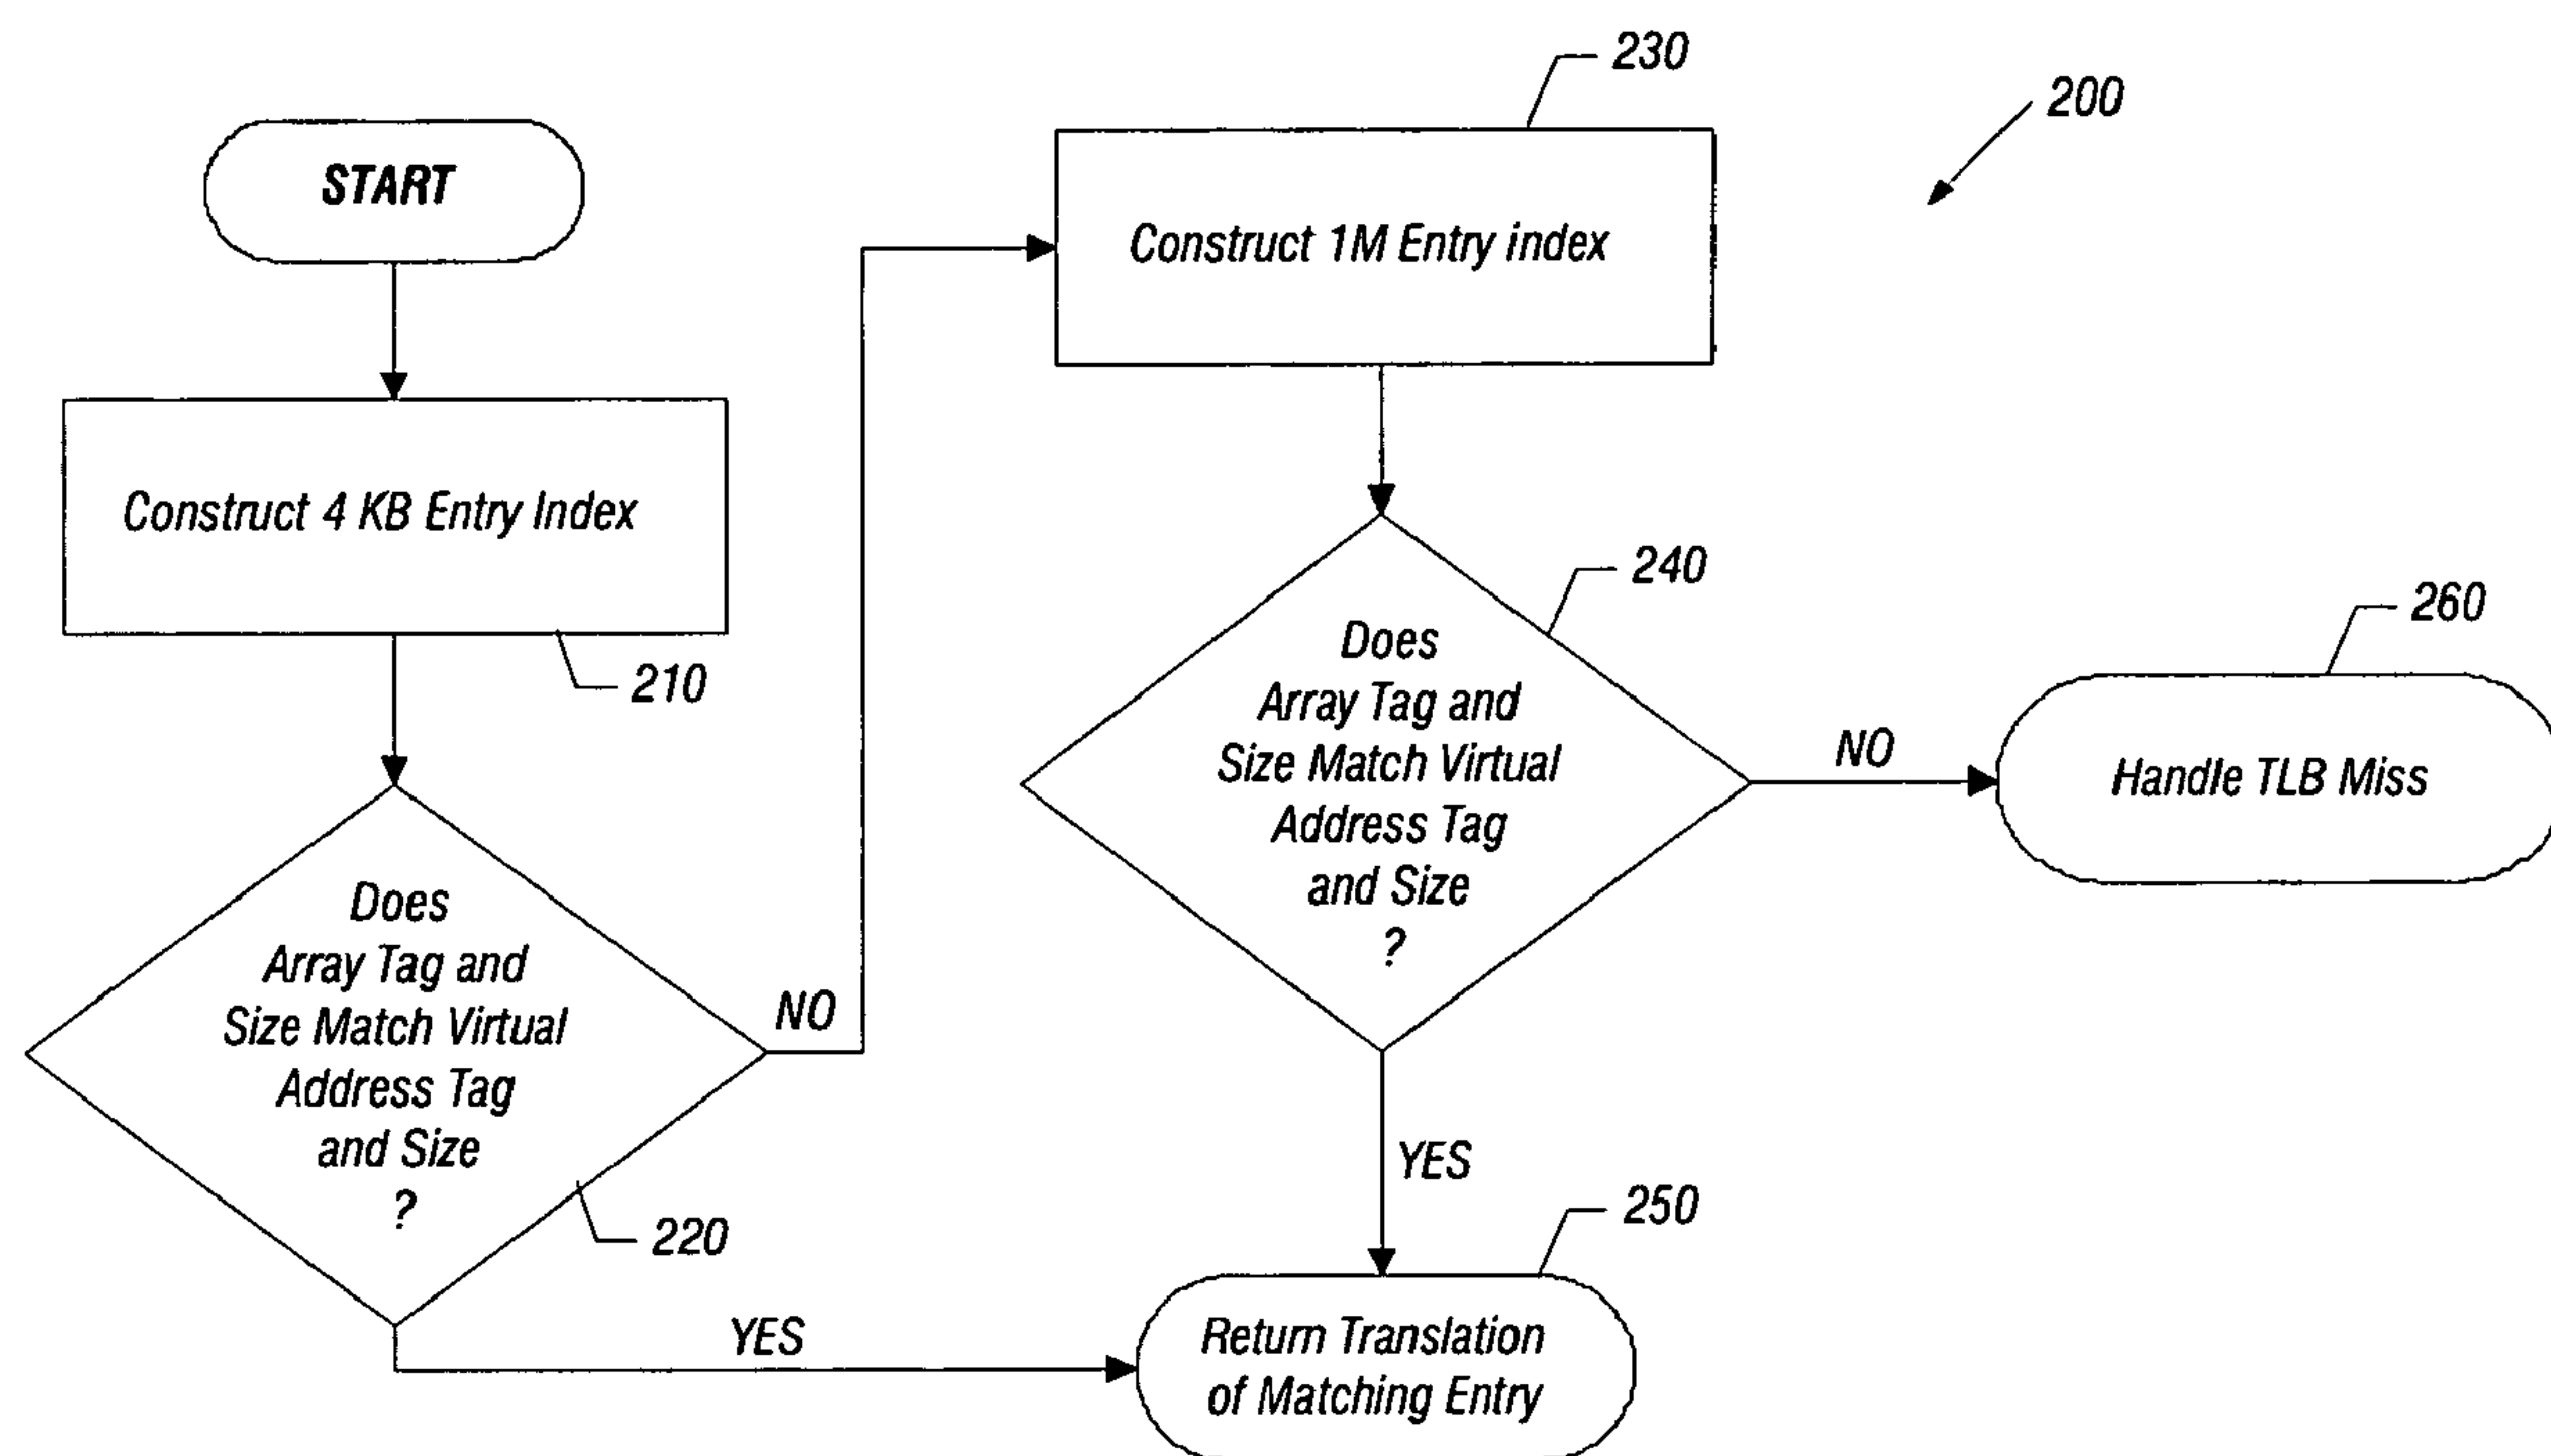 START
Construct 4 KB Entry Index
210
Does
Array Tag and
Size Match Virtual
Address Tag
and Size
?
220
NO
YES
230
Construct 1M Entry index
200
240
Does
Array Tag and
Size Match Virtual
Address Tag
and Size
?
NO
260
Handle TLB Miss
YES
250
Return Translation
of Matching Entry